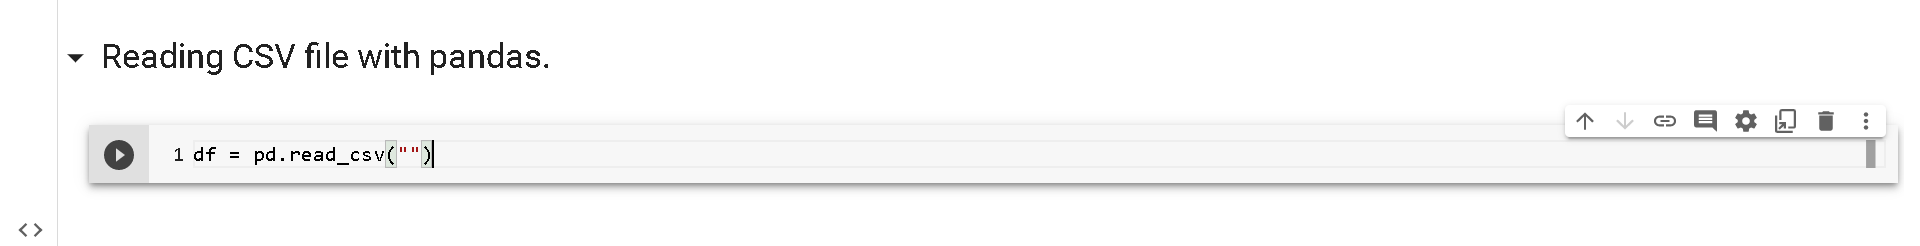 Reading CSV file with pandas.
1 df = pd.read_csv("")